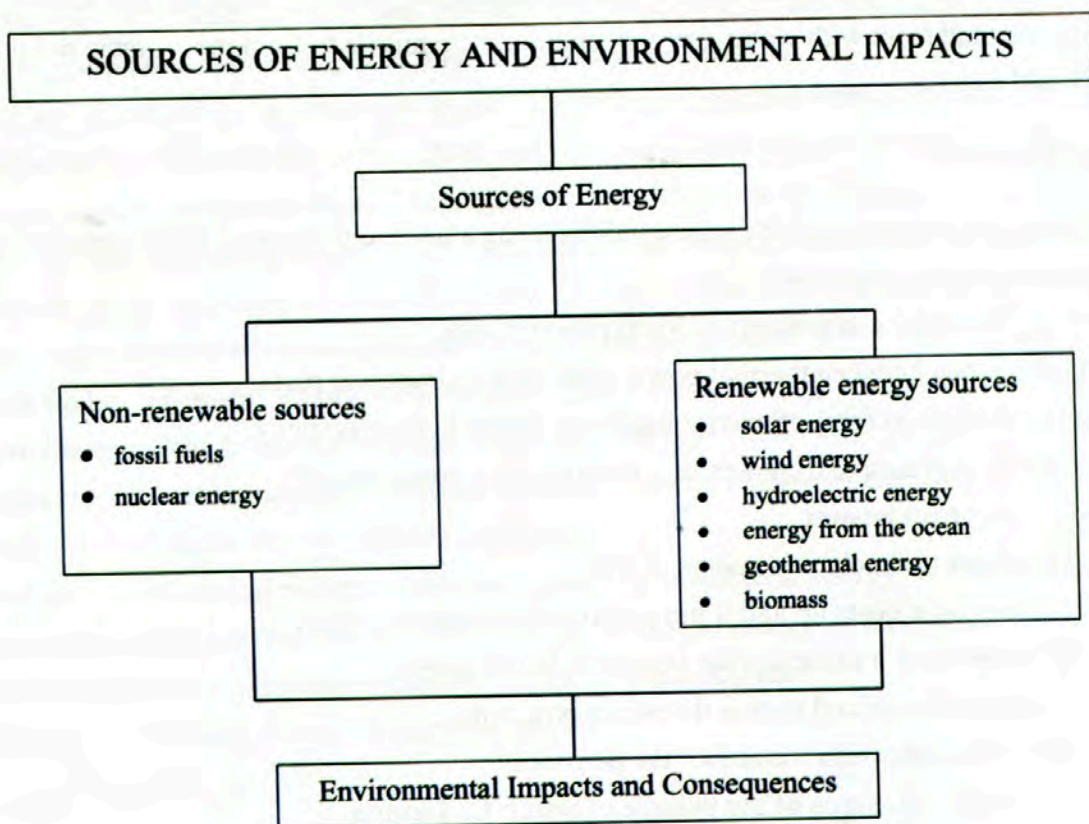 SOURCES OF ENERGY AND ENVIRONMENTAL IMPACTS
Sources of Energy
Non-renewable sources
• fossil fuels
• nuclear energy
Renewable energy sources
• solar energy
• wind energy
• hydroelectric energy
• energy from the ocean
• geothermal energy
• biomass
Environmental Impacts and Consequences